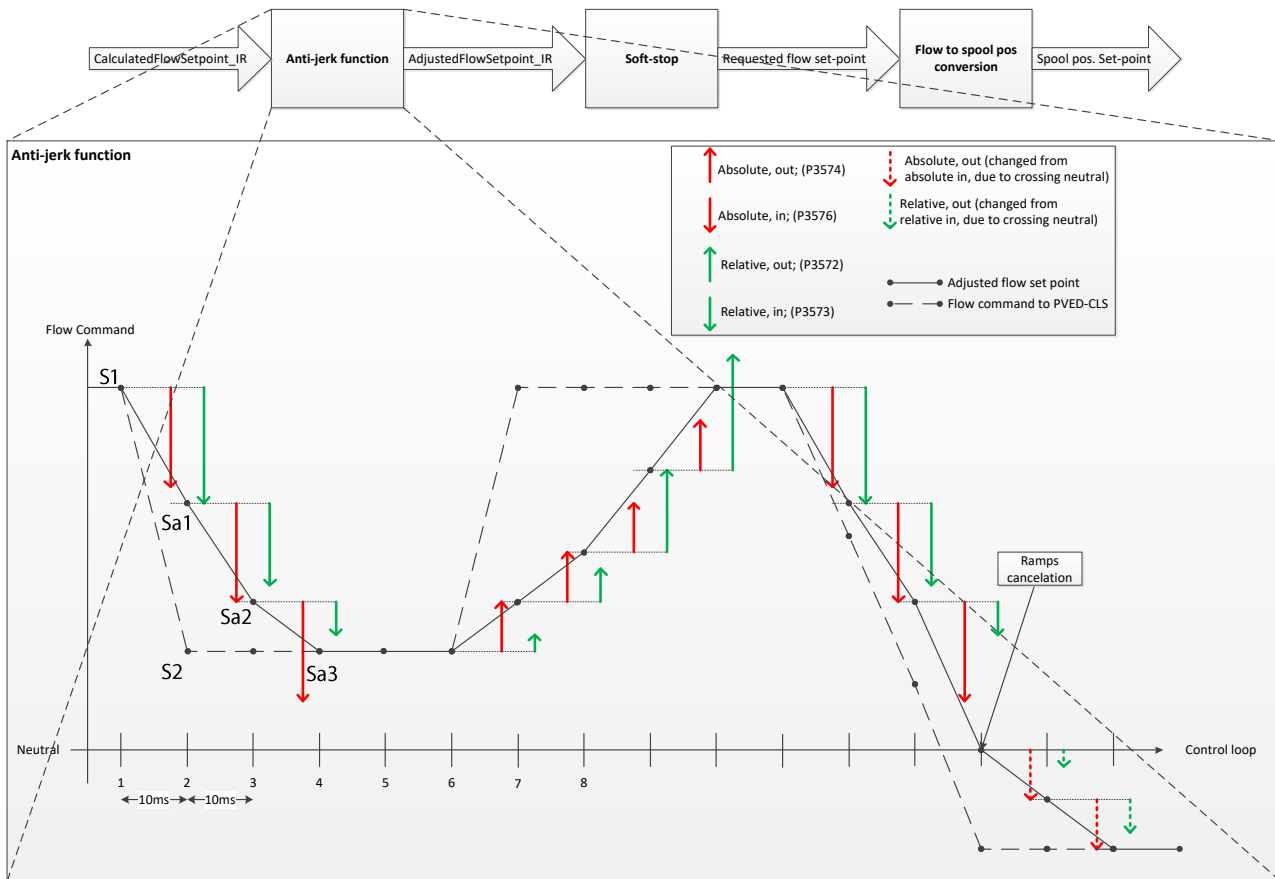 CalculatedFlowSetpoint_IR
Anti-jerk function
AdjustedFlowSetpoint_IR
Soft-stop
Requested flow set-point
Flow to spool pos
conversion
Spool pos. Set-point
Anti-jerk function
Absolute, out; (P3574)
Absolute, in; (P3576)
Relative, out; (P3572)
Relative, in; (P3573)
Absolute, out (changed from
absolute in, due to crossing neutral)
Relative, out (changed from
relative in, due to crossing neutral)
Adjusted flow set point
Flow command to PVED-CLS
Flow Command
S1
Sa1
Sa2
S2
Sa3
Ramps
cancelation
Neutral
Control loop
1 2 3 4 5 6 7 8
10ms 10ms